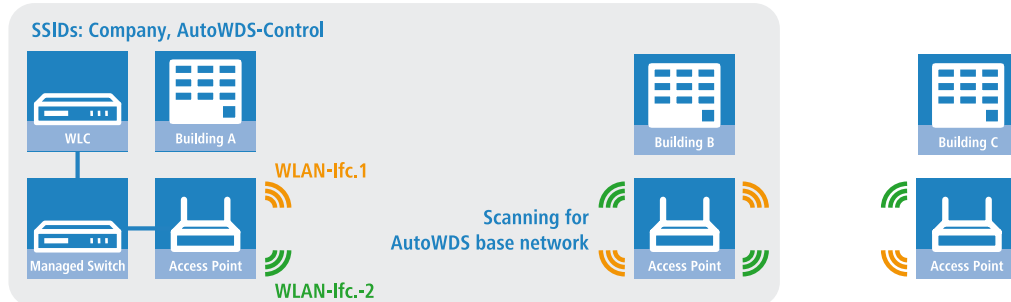 SSIDs: Company, AutoWDS-Control
WLC
Building A
Building B
Building C
WLAN-Ifc.1
Scanning for
AutoWDS base network
Managed Switch
Access Point
Access Point
Access Point
WLAN-Ifc.-2